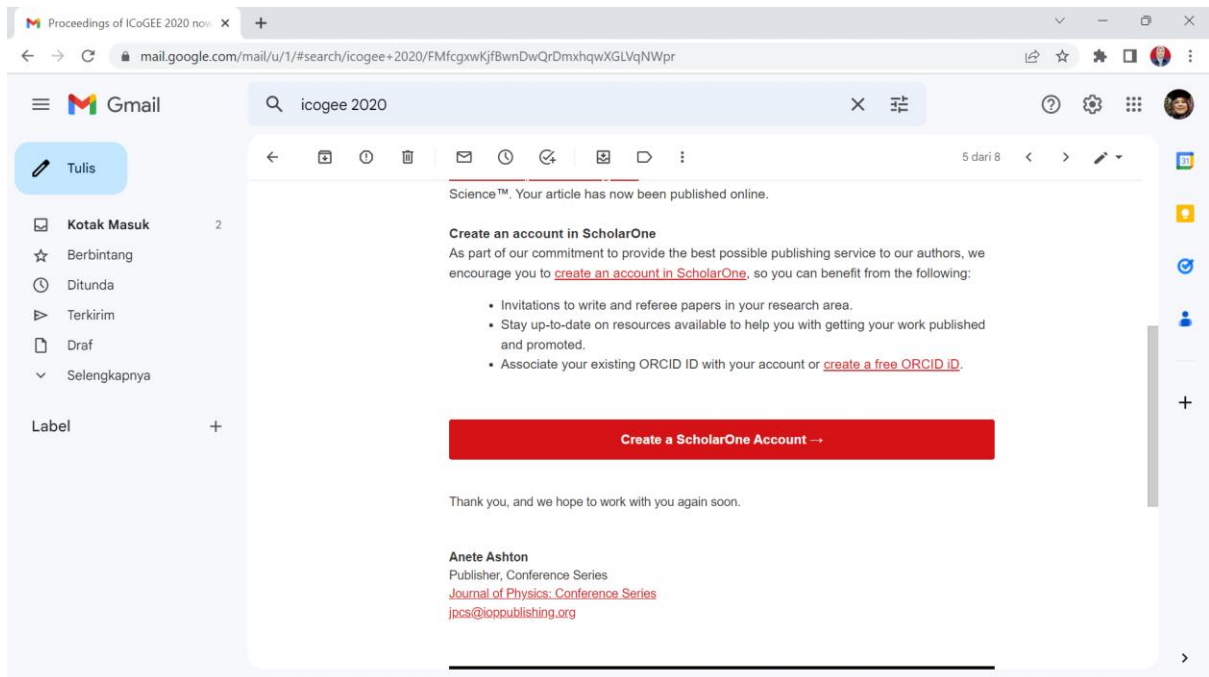 Proceedings of ICoGEE 2020 now
mail.google.com/mail/u/1/#search/icogee+2020/FMfcgxwKjfBwnDwQrDmxhqwXGLVqNWpr
Gmail
icogee 2020
Tulis
5 dari 8
31
Kotak Masuk 2
Berbintang
Ditunda
Terkirim
Draf
Selengkapnya
Label
Science™. Your article has now been published online.
Create an account in ScholarOne
As part of our commitment to provide the best possible publishing service to our authors, we
encourage you to create an account in ScholarOne, so you can benefit from the following:
• Invitations to write and referee papers in your research area.
• Stay up-to-date on resources available to help you with getting your work published
and promoted.
• Associate your existing ORCID ID with your account or create a free ORCID iD.
Create a ScholarOne Account →
Thank you, and we hope to work with you again soon.
Anete Ashton
Publisher, Conference Series
Journal of Physics: Conference Series
jpcs@ioppublishing.org